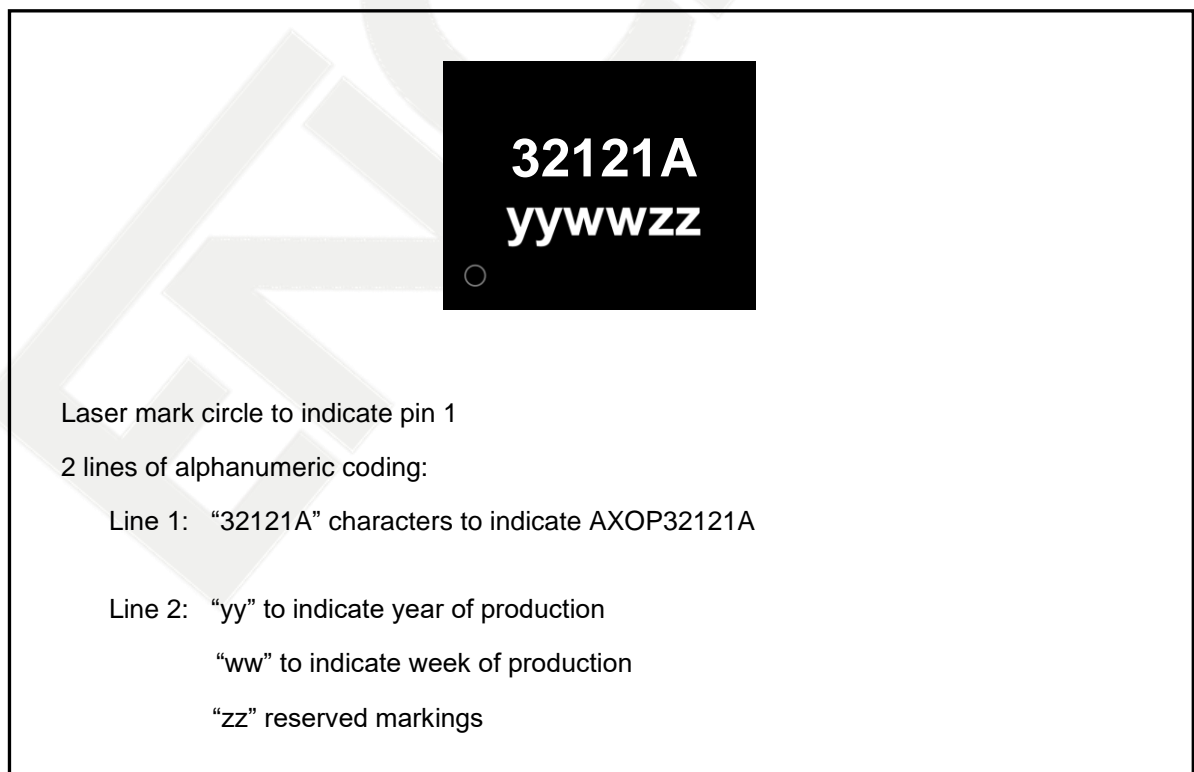 32121A
yywwzz
Laser mark circle to indicate pin 1
2 lines of alphanumeric coding:
Line 1: “32121A” characters to indicate AXOP32121A
Line 2: “yy” to indicate year of production
“ww” to indicate week of production
“zz” reserved markings